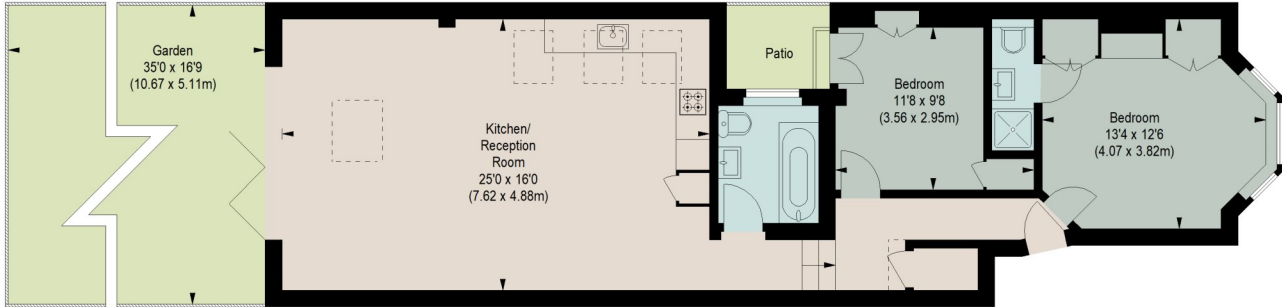 Garden
35'0 x 16'9
(10.67 x 5.11m)
Kitchen/
Reception
Room
25'0 x 16'0
(7.62 x 4.88m)
Patio
Bedroom
11'8 x 9'8
(3.56 x 2.95m)
Bedroom
13'4 x 12'6
(4.07 x 3.82m)